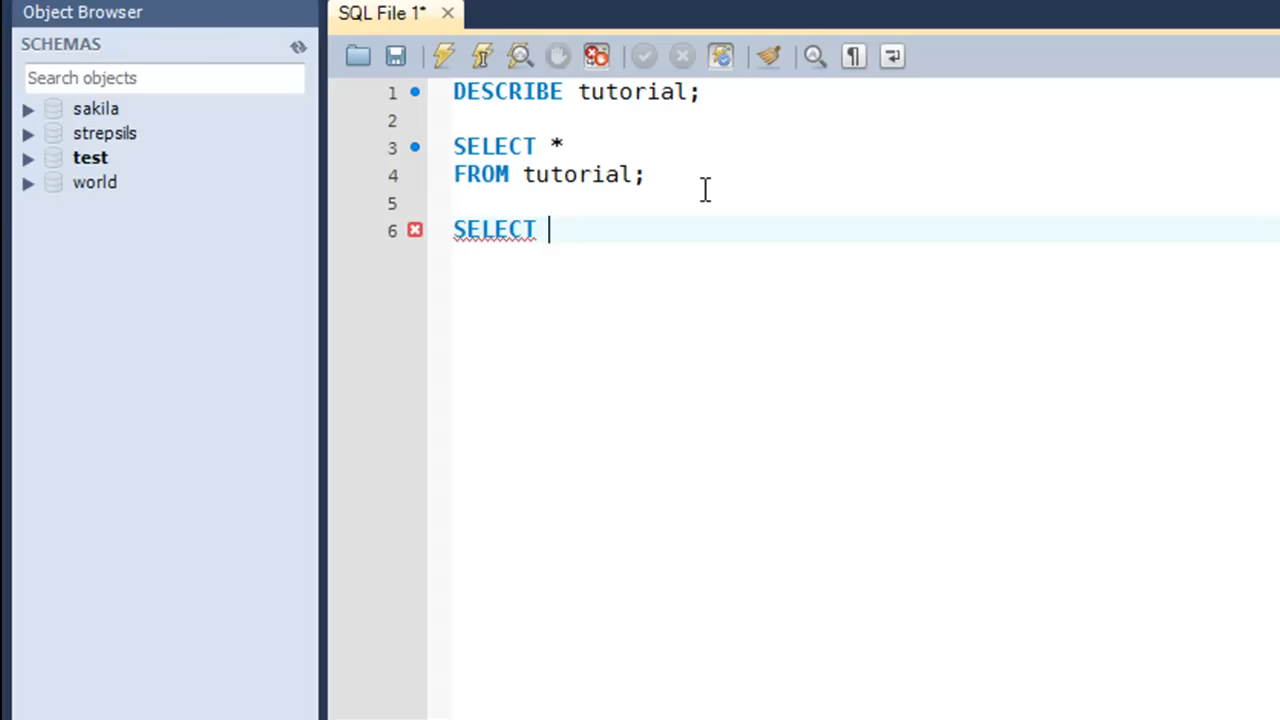 Object Browser
SCHEMAS
Search objects
sakila
strepsils
test
world
SQL File 1*
1 DESCRIBE tutorial;
2
3 SELECT *
4 FROM tutorial;
5
6 SELECT